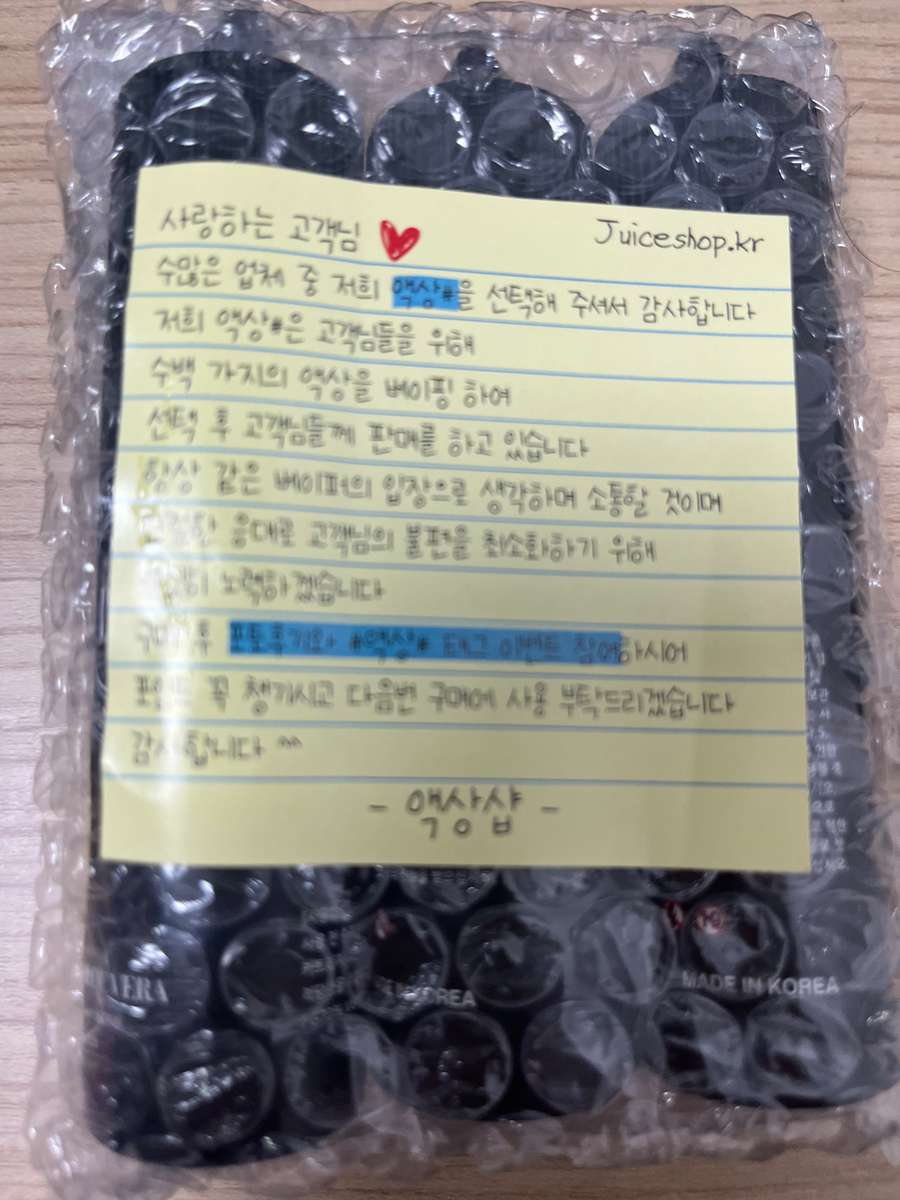 사랑하는 고객님 ❤ Juiceshop.kr
수많은 업체 중 저희 액상#을 선택해 주셔서 감사합니다
저희 액상#은 고객님들을 위해
수백 가지의 액상을 베이핑 하여
선택 후 고객님들께 판매를 하고 있습니다
항상 같은 베이퍼의 입장으로 생각하며 소통할 것이며
응대로 고객님의 불편을 최소화하기 위해
노력하겠습니다
구매 후 포토후기와 #액상# 태그 이벤트 참여하시어
포인트 꼭 챙기시고 다음번 구매에 사용 부탁드리겠습니다
감사합니다 ^^
- 액상샵 -
MADE IN KOREA